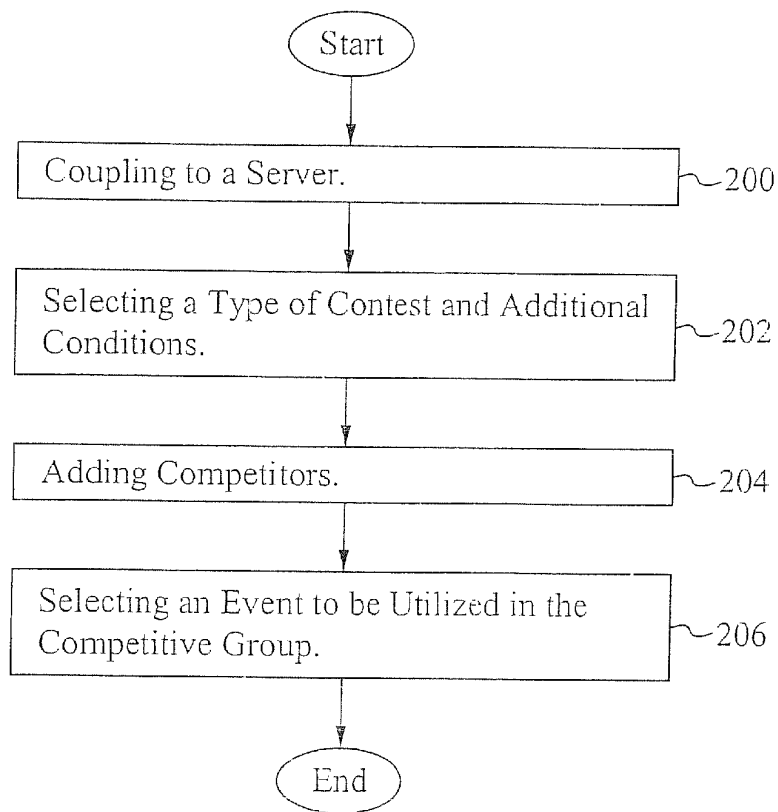 Start
Coupling to a Server.
200
Selecting a Type of Contest and Additional
Conditions.
202
Adding Competitors.
204
Selecting an Event to be Utilized in the
Competitive Group.
206
End